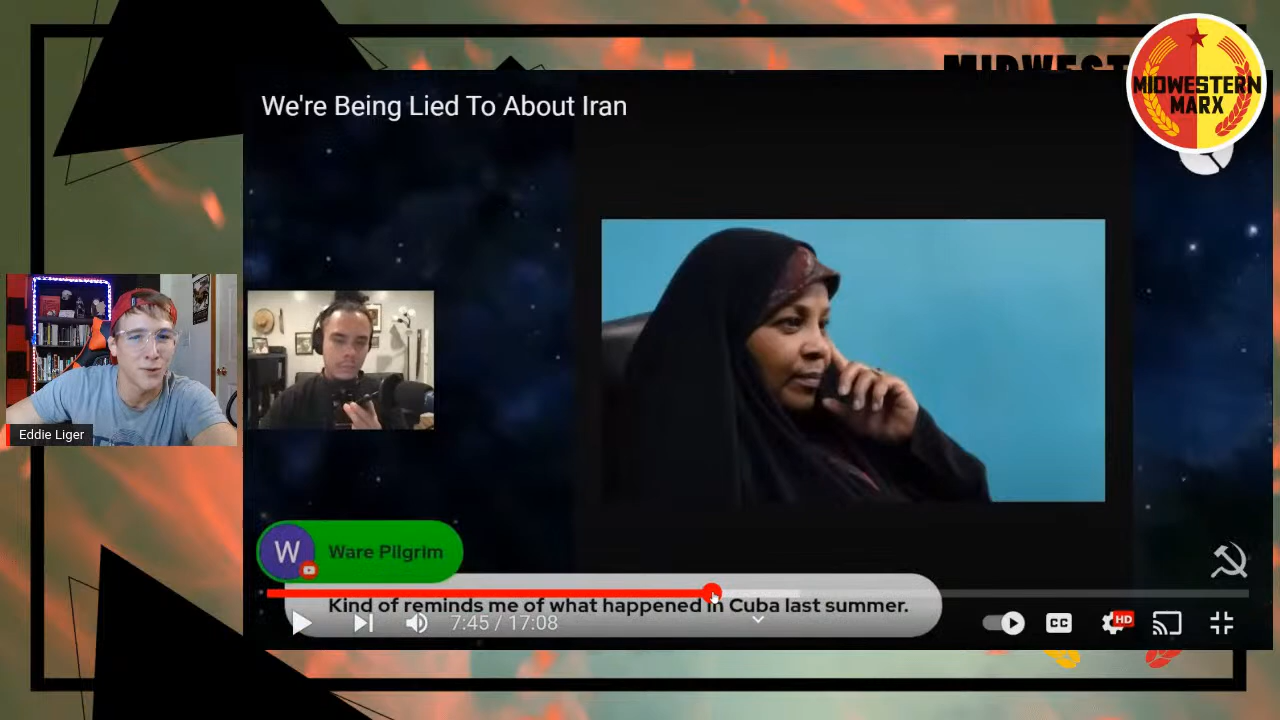 MIDWEST
MIDWESTERN
MARX
We're Being Lied To About Iran
Eddie Liger
W
Ware Pilgrim
Kind of reminds me of what happened in Cuba last summer.
7:45 / 17:08
CC
HD